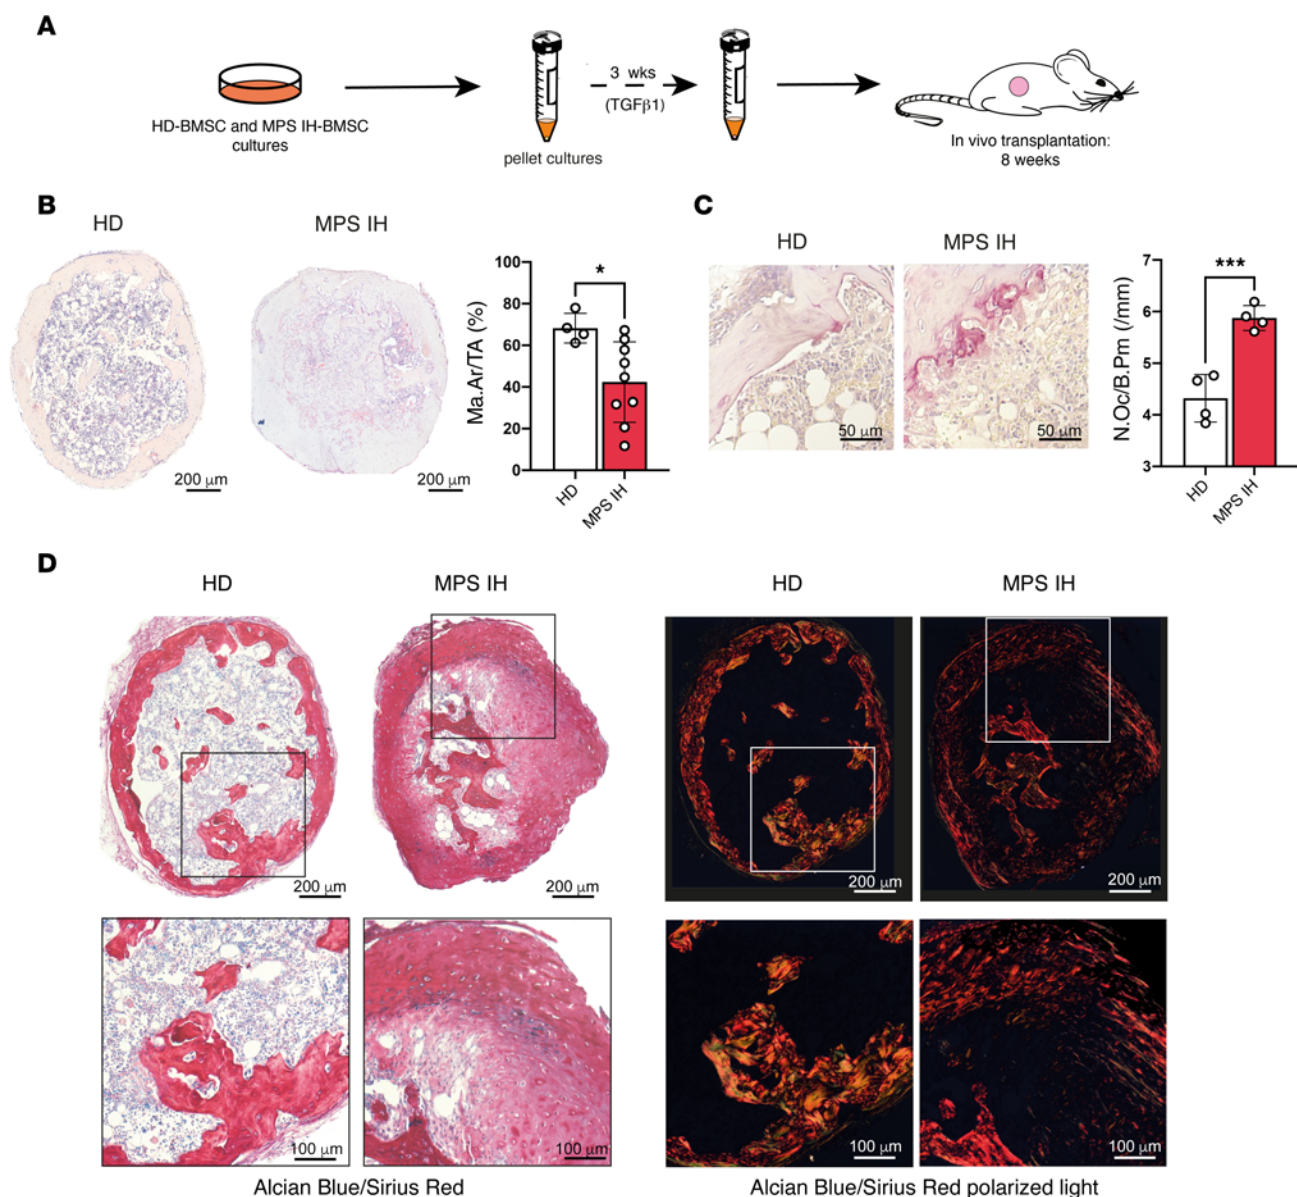 A
HD-BMSC and MPS IH-BMSC
cultures
pellet cultures
3 wks
(TGFβ1)
In vivo transplantation:
8 weeks
B
HD
MPS IH
200 μm
200 μm
Ma.Ar/TA (%)
100
80
60
40
20
0
*
HD
MPS IH
C
HD
MPS IH
50 μm
50 μm
N.Oc/B.Pm (/mm)
7
6
5
4
3
***
HD
MPS IH
D
HD
MPS IH
HD
MPS IH
200 μm
200 μm
200 μm
200 μm
100 μm
100 μm
100 μm
100 μm
Alcian Blue/Sirius Red
Alcian Blue/Sirius Red polarized light